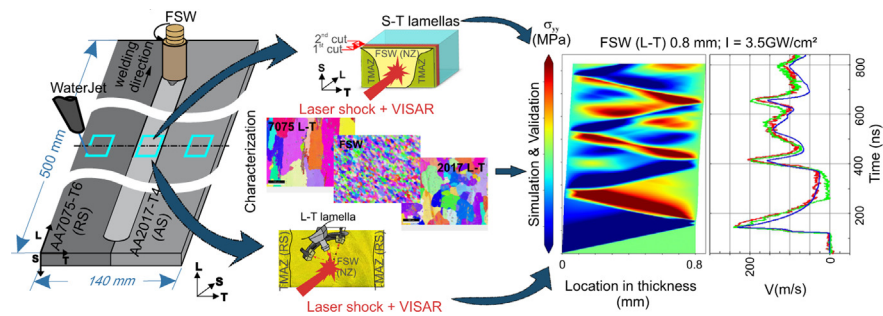 FSW
welding
direction
WaterJet
500 mm
AA7075-T6
(RS)
AA2017-T4
(AS)
L
S
T
140 mm
L
S
T
S-T lamellas
2nd cut
1st cut
FSW (NZ)
TMAZ
TMAZ
S
L
T
Laser shock + VISAR
Characterization
7075 L-T
FSW
2017 L-T
L-T lamella
TMAZ (RS)
FSW
(NZ)
TMAZ (RS)
Laser shock + VISAR
σyy
(MPa)
Simulation & Validation
FSW (L-T) 0.8 mm; I = 3.5GW/cm²
0
0.8
Location in thickness
(mm)
200
0
V(m/s)
800
600
400
200
0
Time (ns)